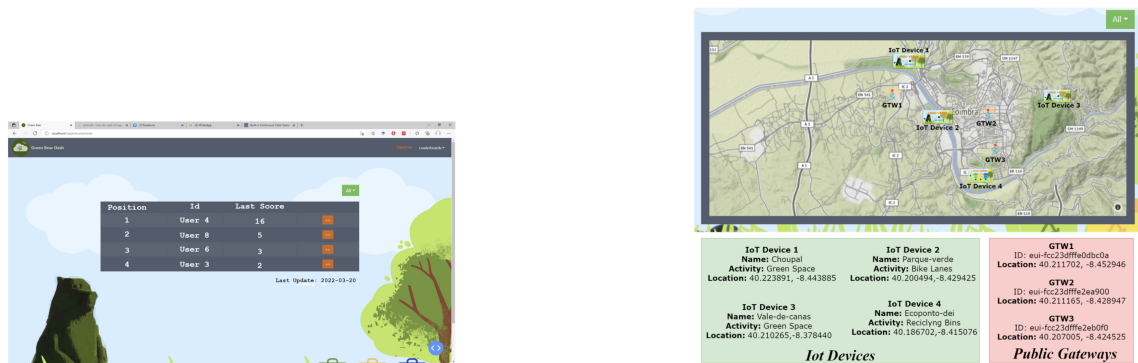 Green Bear Dash
Leaderboards
All
Position Id Last Score
1 User 4 16
2 User 8 5
3 User 6 3
4 User 3 2
Last Update: 2022-03-20
All
IoT Device 1
GTW1
IoT Device 3
Coimbra
GTW2
IoT Device 2
GTW3
IoT Device 4
IoT Device 1
Name: Choupal
Activity: Green Space
Location: 40.223891, -8.443885
IoT Device 2
Name: Parque-verde
Activity: Bike Lanes
Location: 40.200494,-8.429425
IoT Device 3
Name: Vale-de-canas
Activity: Green Space
Location: 40.210265,-8.378440
IoT Device 4
Name: Ecoponto-dei
Activity: Reciclyng Bins
Location: 40.186702,-8.415076
Iot Devices
GTW1
ID: eui-fcc23dfffe0dbc0a
Location: 40.211702, -8.452946
GTW2
ID: eui-fcc23dfffe2ea900
Location: 40.211165, -8.428947
GTW3
ID: eui-fcc23dfffe2eb0f0
Location: 40.207005, -8.424525
Public Gateways